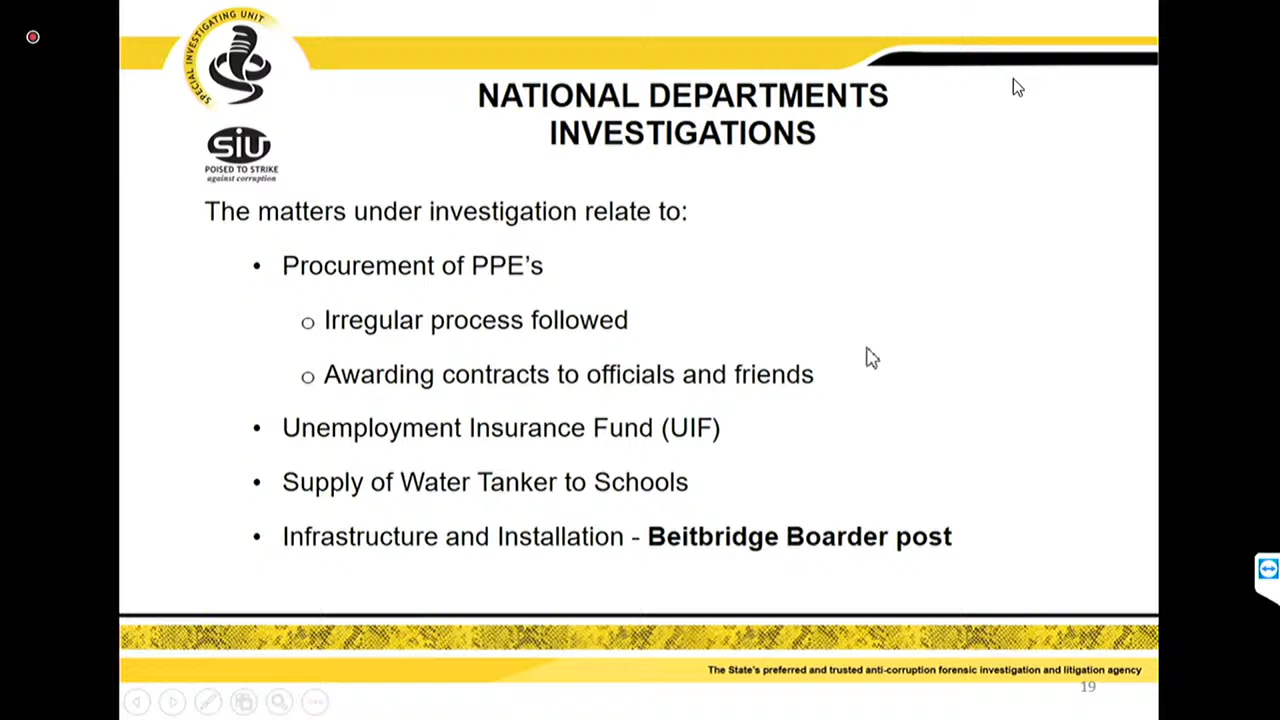 SPECIAL INVESTIGATING UNIT
SiU
POISED TO STRIKE
against corruption
NATIONAL DEPARTMENTS
INVESTIGATIONS
The matters under investigation relate to:
• Procurement of PPE’s
o Irregular process followed
o Awarding contracts to officials and friends
• Unemployment Insurance Fund (UIF)
• Supply of Water Tanker to Schools
• Infrastructure and Installation - Beitbridge Boarder post
The State's preferred and trusted anti-corruption forensic investigation and litigation agency
19